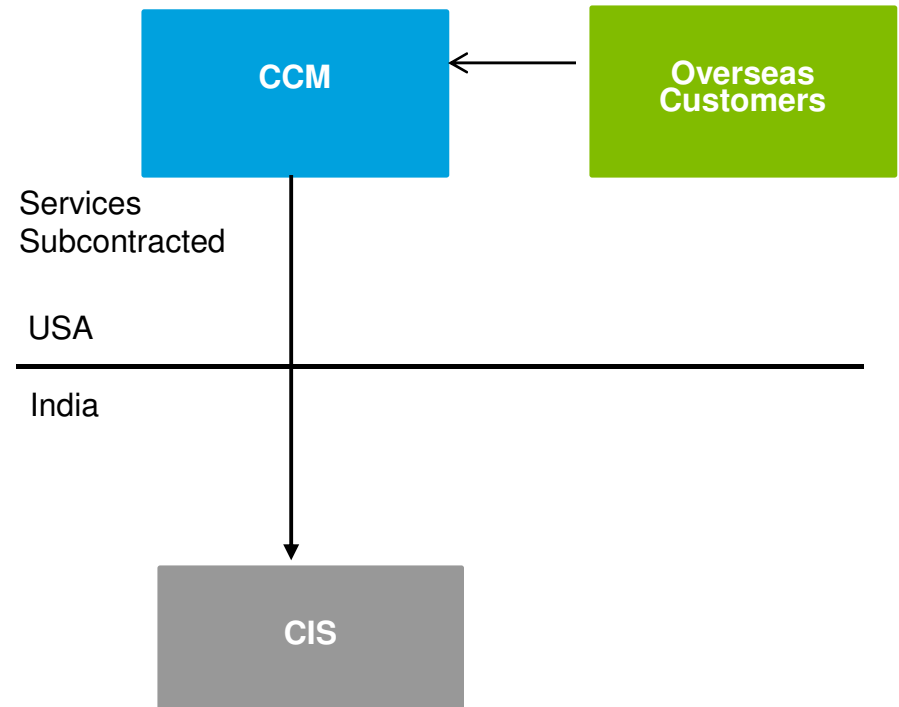 CCM
Overseas
Customers
Services
Subcontracted
USA
India
CIS